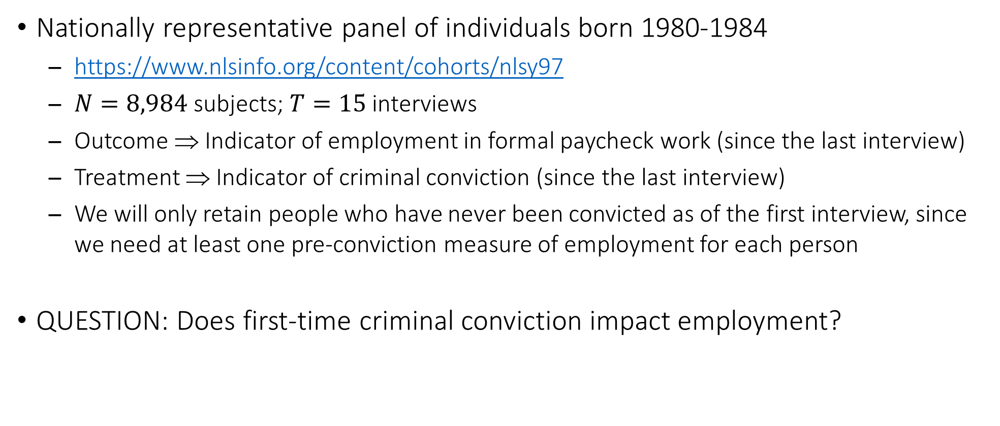 • Nationally representative panel of individuals born 1980-1984
– https://www.nlsinfo.org/content/cohorts/nlsy97
– N = 8,984 subjects; T = 15 interviews
– Outcome ⟹ Indicator of employment in formal paycheck work (since the last interview)
– Treatment ⟹ Indicator of criminal conviction (since the last interview)
– We will only retain people who have never been convicted as of the first interview, since
we need at least one pre-conviction measure of employment for each person
• QUESTION: Does first-time criminal conviction impact employment?